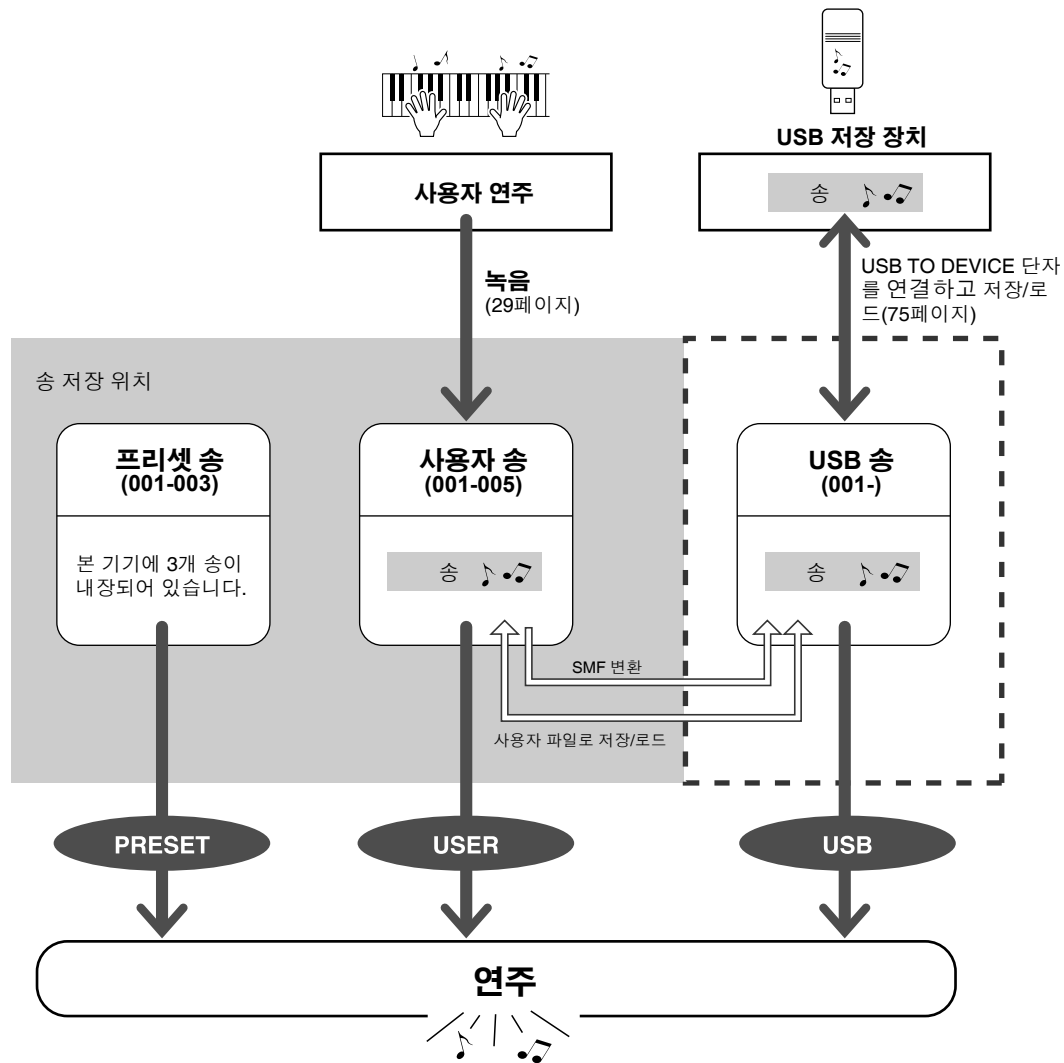 USB 저장 장치
사용자 연주
송
녹음
(29페이지)
USB TO DEVICE 단자
를 연결하고 저장/로
드(75페이지)
송 저장 위치
프리셋 송
(001-003)
본 기기에 3개 송이
내장되어 있습니다.
사용자 송
(001-005)
송
USB 송
(001-)
송
SMF 변환
사용자 파일로 저장/로드
PRESET
USER
USB
연주